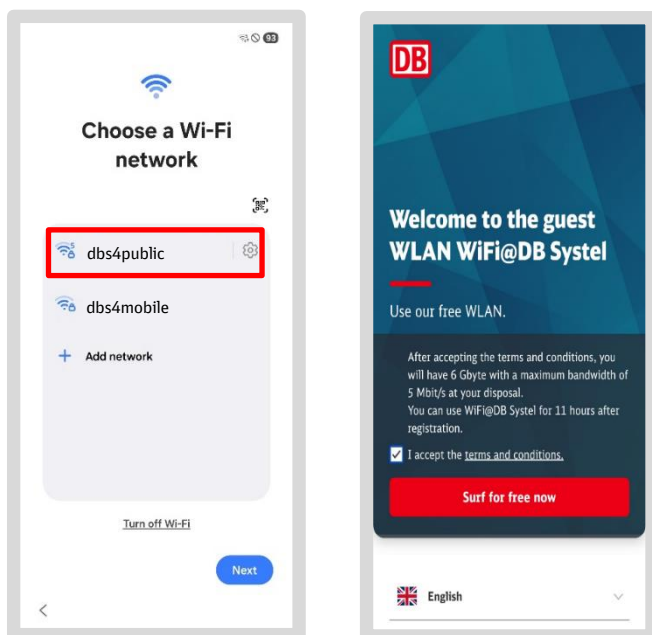 93
Choose a Wi-Fi
network
dbs4public
dbs4mobile
Add network
Turn off Wi-Fi
Next
DB
Welcome to the guest
WLAN WiFi@DB Systel
Use our free WLAN.
After accepting the terms and conditions, you
will have 6 Gbyte with a maximum bandwidth of
5 Mbit/s at your disposal.
You can use WiFi@DB Systel for 11 hours after
registration.
I accept the terms and conditions.
Surf for free now
English